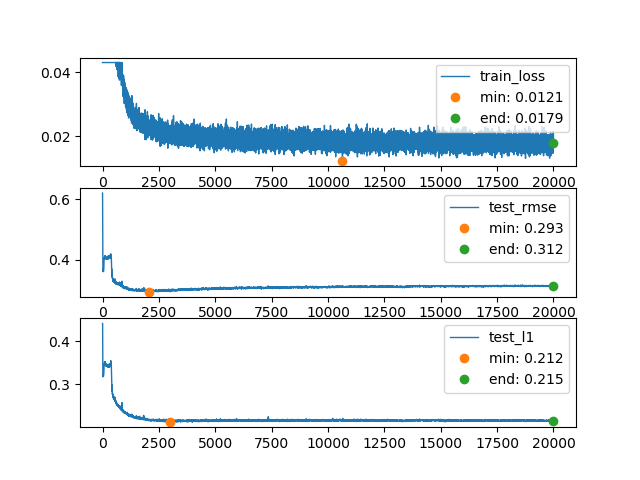 0.04
0.02
train_loss
min: 0.0121
end: 0.0179
0 2500 5000 7500 10000 12500 15000 17500 20000
0.6
0.4
test_rmse
min: 0.293
end: 0.312
0 2500 5000 7500 10000 12500 15000 17500 20000
0.4
0.3
test_l1
min: 0.212
end: 0.215
0 2500 5000 7500 10000 12500 15000 17500 20000